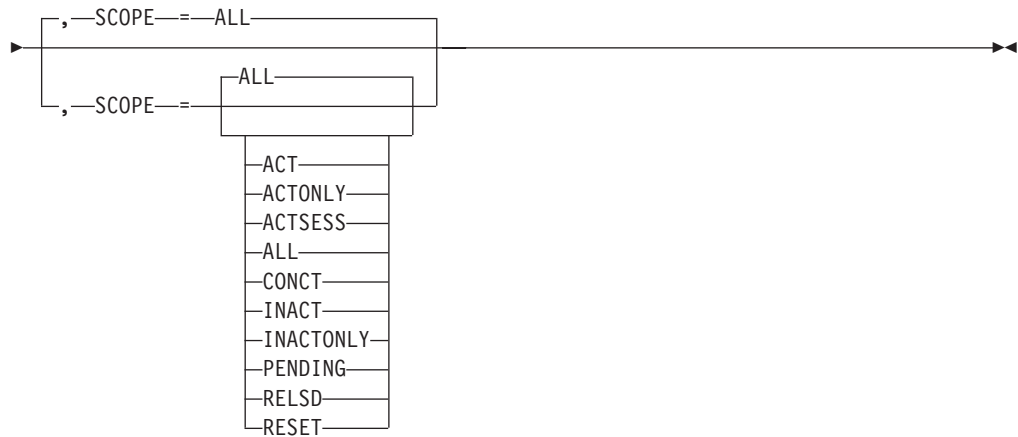 , SCOPE = ALL
ALL
, SCOPE =
ACT
ACTONLY
ACTSESS
ALL
CONCT
INACT
INACTONLY
PENDING
RELSD
RESET